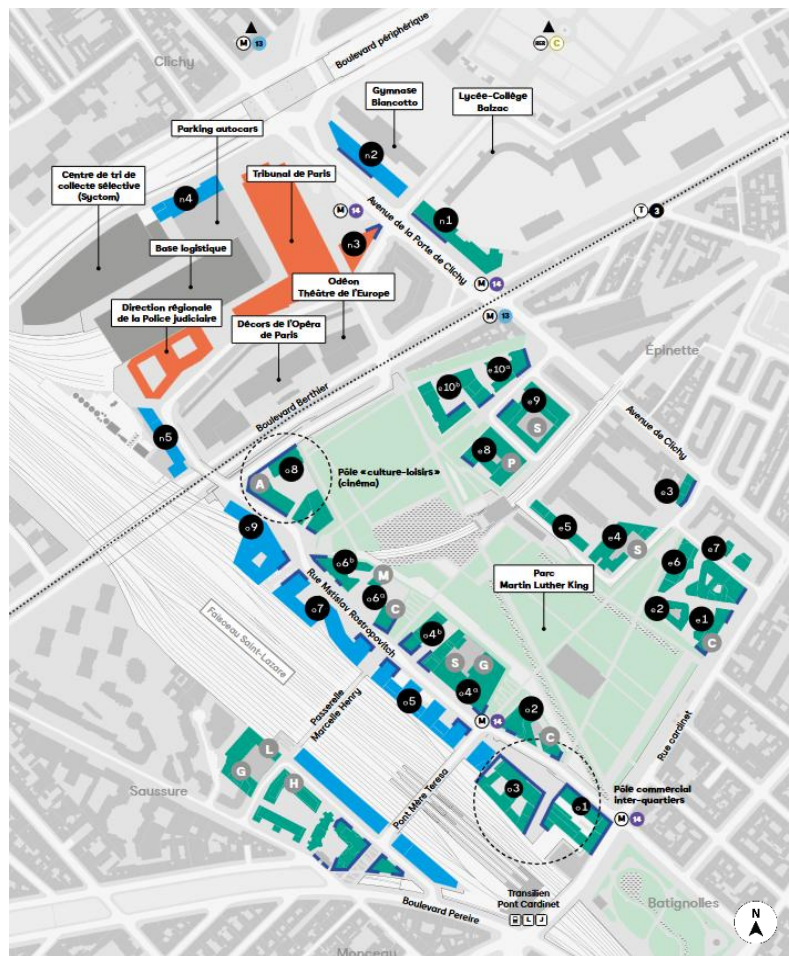 M 13
RER C
Clichy
Boulevard périphérique
Gymnase
Biancotto
Lycée-Collège
Balzac
Parking autocars
Centre de tri de
collecte sélective
(Syctom)
Tribunal de Paris
n2
n4
M 14
n1
T 3
Avenue de la Porte de Clichy
n3
Base logistique
Odéon
Théâtre de l'Europe
M 14
Direction régionale
de la Police judiciaire
Décors de l'Opéra
de Paris
M 13
Épinette
Boulevard Berthier
e10b
e10a
e9
S
Avenue de Clichy
n5
e8
P
o8
A
Pôle « culture-loisirs »
(cinéma)
e3
o9
e5
e4
S
e7
e6
o6b
M
Parc
Martin Luther King
Rue Mstislav Rostropovitch
o6a
C
o7
e2
e1
C
Faisceau Saint-Lazare
o4b
S
G
o4a
o5
Passerelle
Marcelle Henry
o2
C
M 14
Rue cardinet
L
G
H
Saussure
Pont Mère Teresa
o3
o1
Pôle commercial
inter-quartiers
M 14
Transilien
Pont Cardinet
L J
Boulevard Pereire
Batignolles
N
Monceau